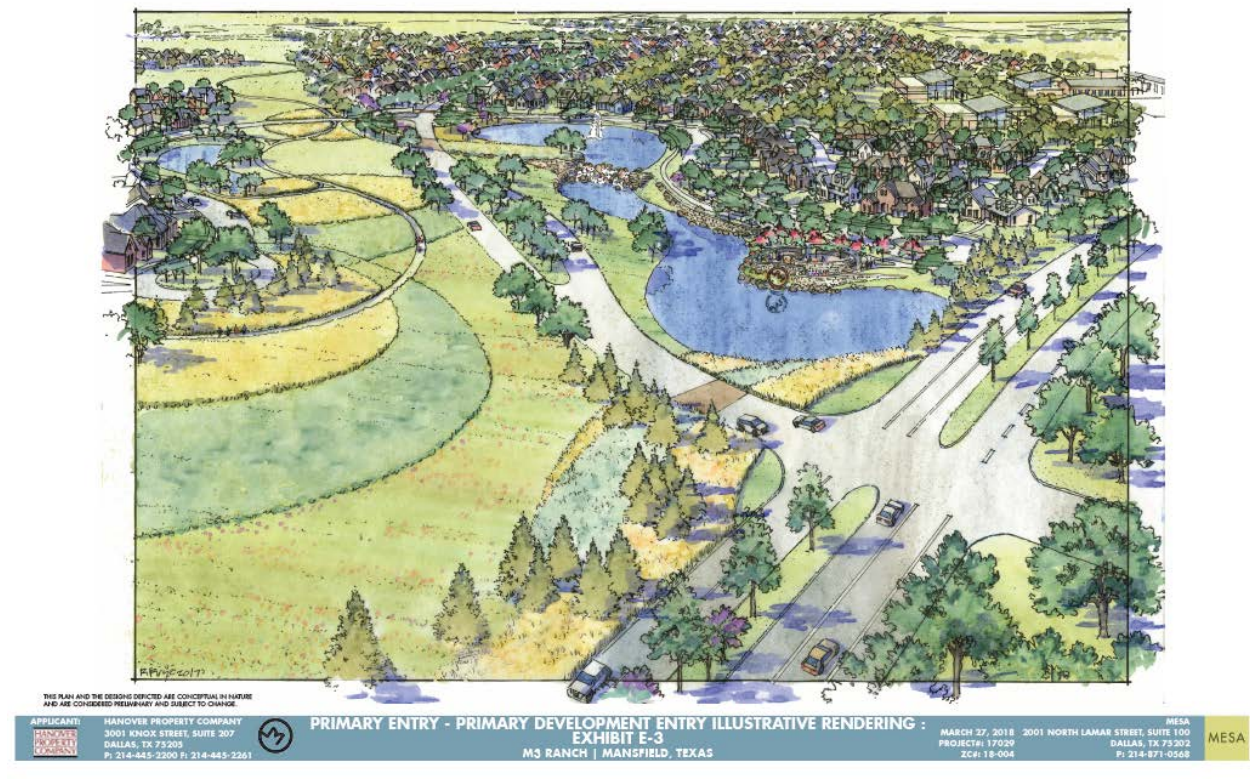 THIS PLAN AND THE DESIGNS DEPICTED ARE CONCEPTUAL IN NATURE
AND ARE CONSIDERED PRELIMINARY AND SUBJECT TO CHANGE.
APPLICANT:
HANOVER
PROPERTY
COMPANY
HANOVER PROPERTY COMPANY
3001 KNOX STREET, SUITE 207
DALLAS, TX 75205
P: 214-445-2200 F: 214-445-2261
PRIMARY ENTRY - PRIMARY DEVELOPMENT ENTRY ILLUSTRATIVE RENDERING :
EXHIBIT E-3
M3 RANCH | MANSFIELD, TEXAS
MARCH 27, 2018
PROJECT#: 17029
ZC#: 18-004
MESA
2001 NORTH LAMAR STREET, SUITE 100
DALLAS, TX 75202
P: 214-871-0568
MESA